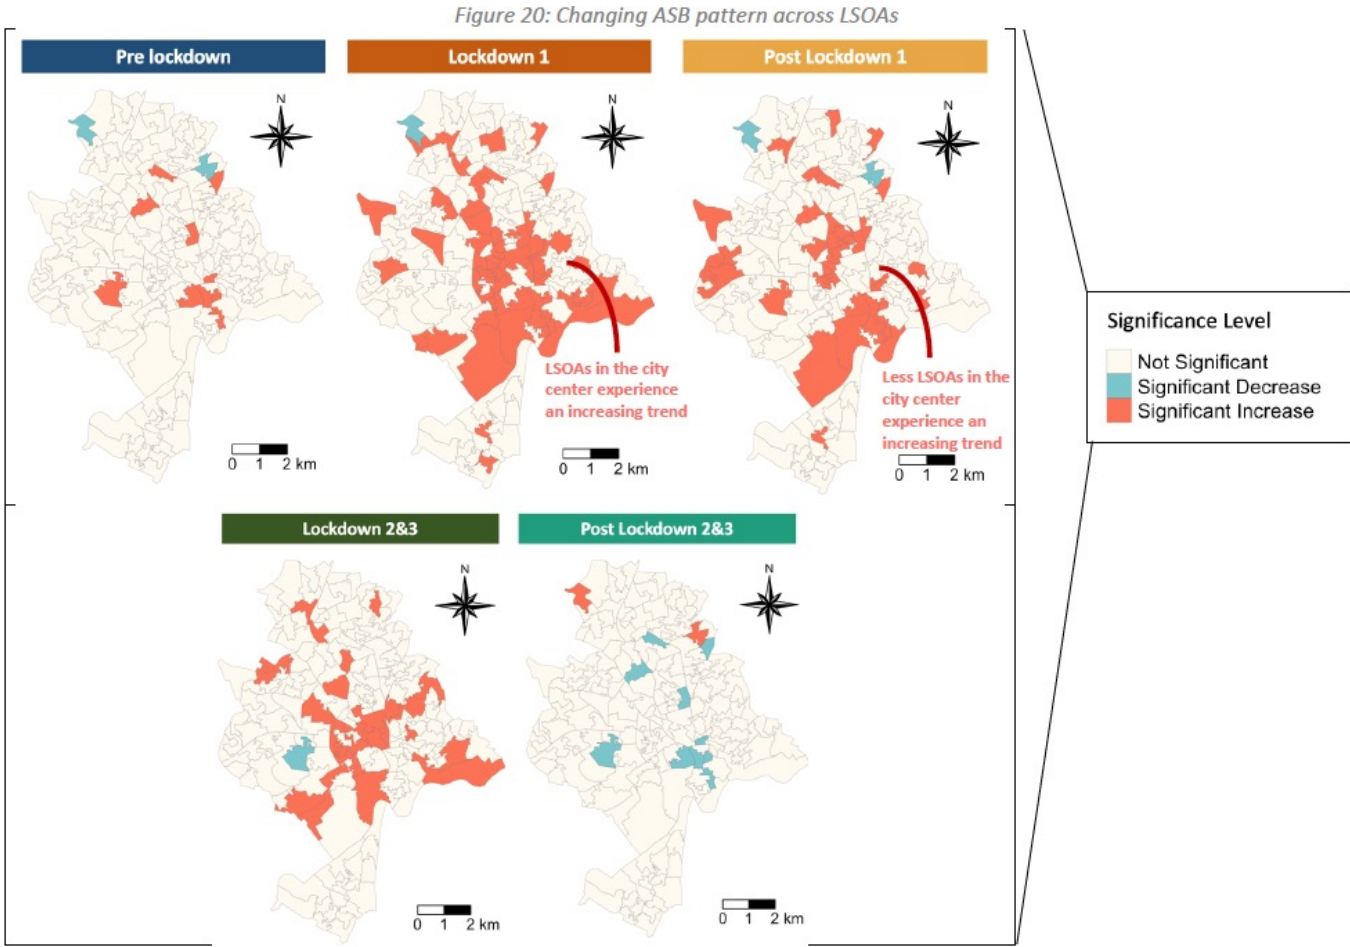 Figure 20: Changing ASB pattern across LSOAs
Pre lockdown
Lockdown 1
Post Lockdown 1
N
N
N
LSOAs in the city
center experience
an increasing trend
Less LSOAs in the
city center
experience an
increasing trend
0 1 2 km
0 1 2 km
0 1 2 km
Significance Level
Not Significant
Significant Decrease
Significant Increase
Lockdown 2&3
Post Lockdown 2&3
N
N
0 1 2 km
0 1 2 km